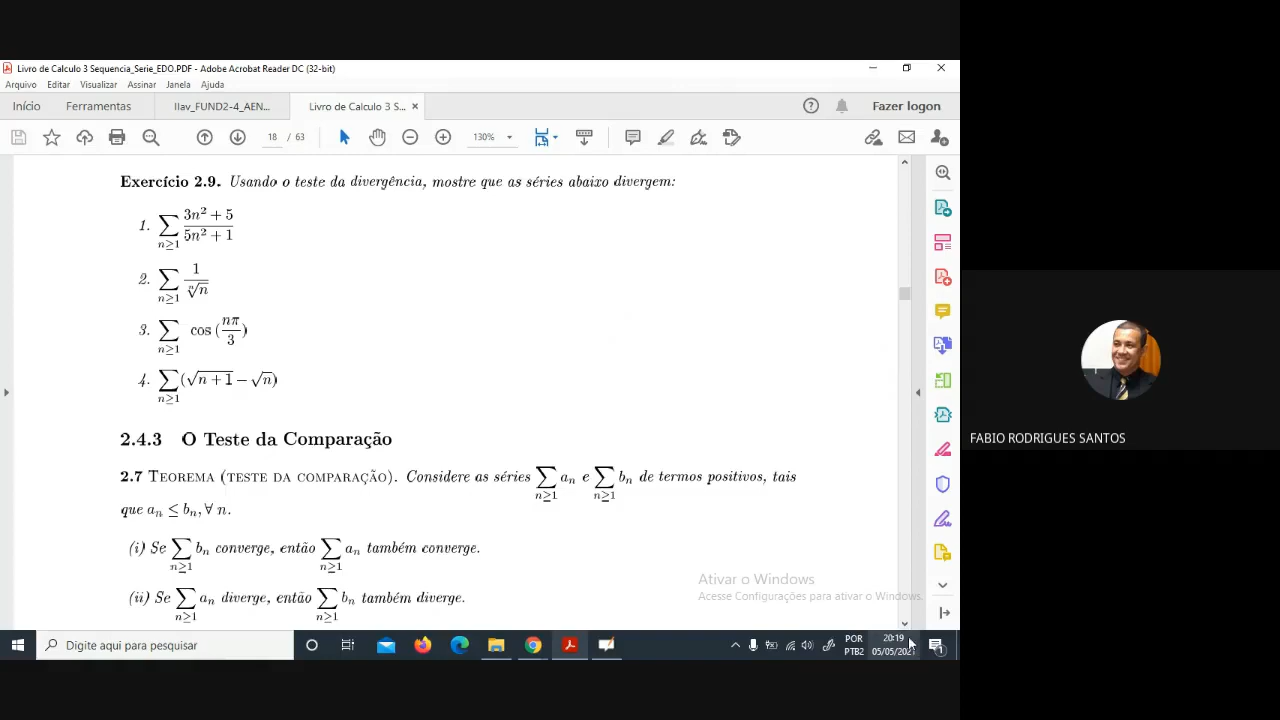 Livro de Calculo 3 Sequencia_Serie_EDO.PDF - Adobe Acrobat Reader DC (32-bit)
Arquivo Editar Visualizar Assinar Janela Ajuda
Início Ferramentas IIav_FUND2-4_AEN... Livro de Calculo 3 S... × Fazer logon
18 / 63 130%
Exercício 2.9. Usando o teste da divergência, mostre que as séries abaixo divergem:
1. ∑_{n≥1} (3n² + 5)/(5n² + 1)
2. ∑_{n≥1} 1/ⁿ√n
3. ∑_{n≥1} cos (nπ/3)
4. ∑_{n≥1} (√(n + 1) − √n)
2.4.3 O Teste da Comparação
2.7 Teorema (teste da comparação). Considere as séries ∑_{n≥1} aₙ e ∑_{n≥1} bₙ de termos positivos, tais
que aₙ ≤ bₙ, ∀ n.
(i) Se ∑_{n≥1} bₙ converge, então ∑_{n≥1} aₙ também converge.
(ii) Se ∑_{n≥1} aₙ diverge, então ∑_{n≥1} bₙ também diverge.
Ativar o Windows
Acesse Configurações para ativar o Windows.
FABIO RODRIGUES SANTOS
Digite aqui para pesquisar
POR
PTB2
20:19
1